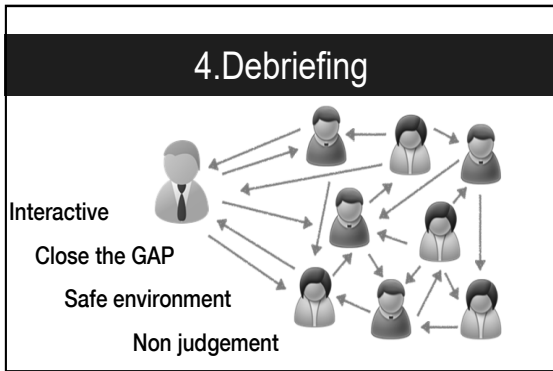 4.Debriefing
Interactive
Close the GAP
Safe environment
Non judgement